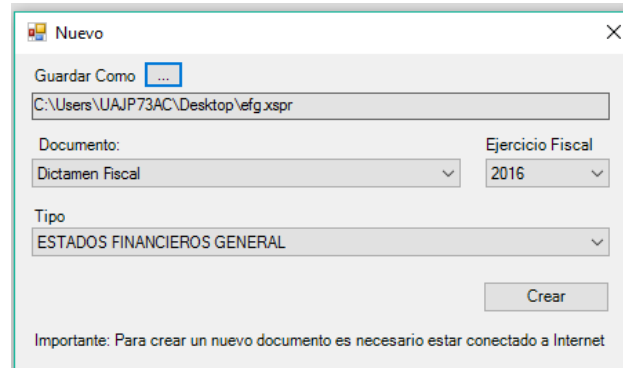 Nuevo
Guardar Como ...
C:\Users\UAJP73AC\Desktop\efg.xspr
Documento: Ejercicio Fiscal
Dictamen Fiscal 2016
Tipo
ESTADOS FINANCIEROS GENERAL
Crear
Importante: Para crear un nuevo documento es necesario estar conectado a Internet